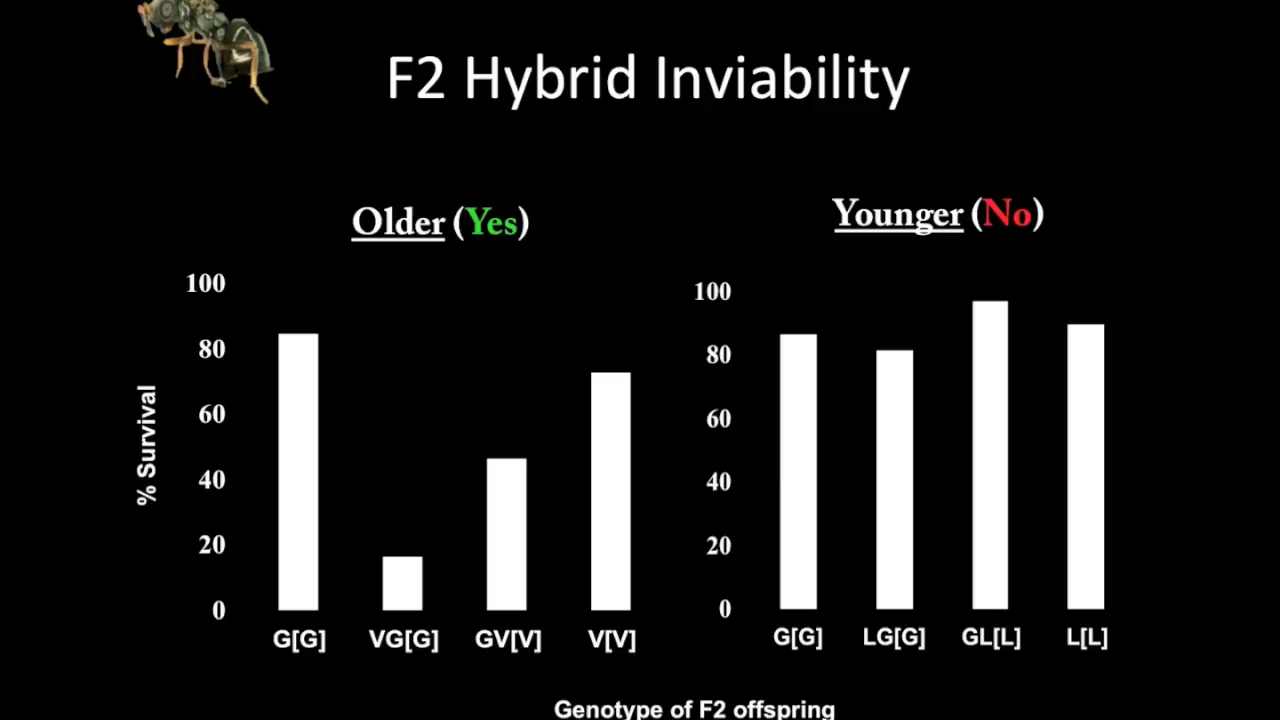 F2 Hybrid Inviability
Older (Yes)
% Survival
100
80
60
40
20
0
G[G] VG[G] GV[V] V[V]
Younger (No)
100
80
60
40
20
0
G[G] LG[G] GL[L] L[L]
Genotype of F2 offspring